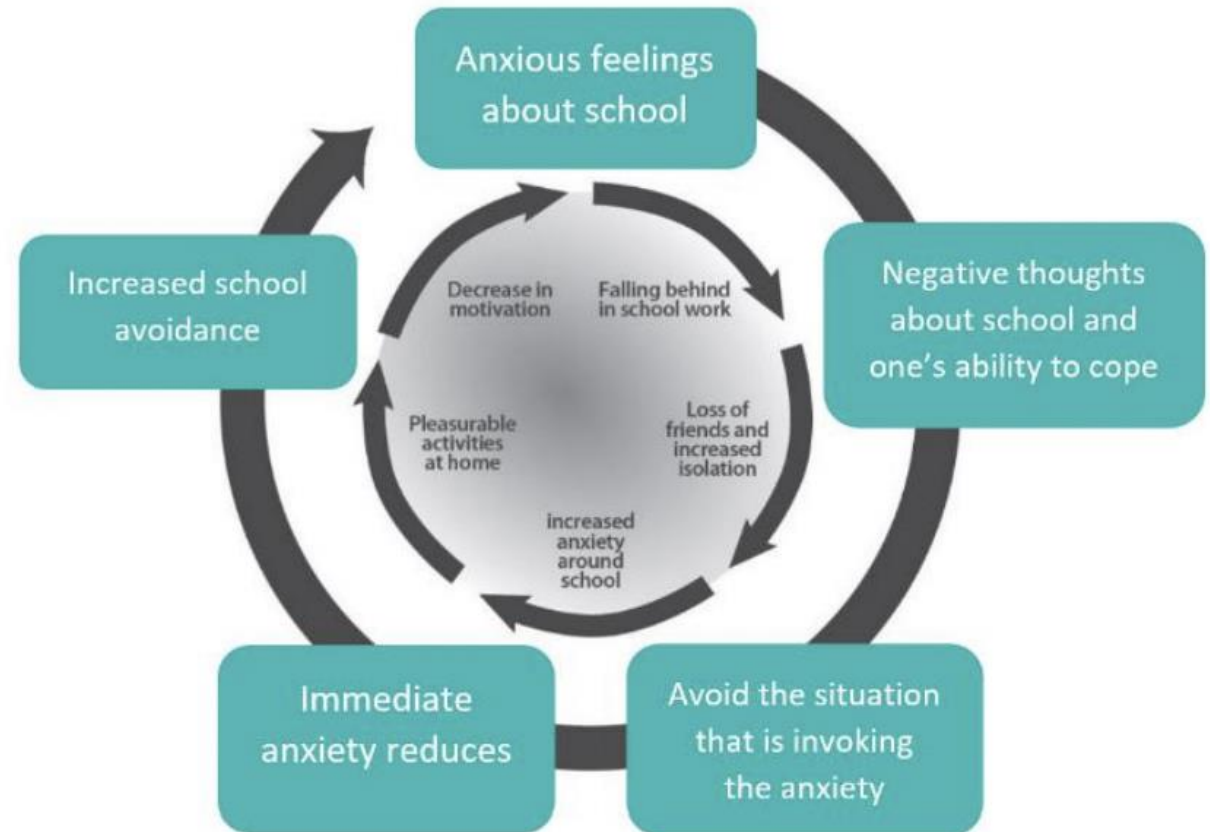 Anxious feelings
about school
Negative thoughts
about school and
one's ability to cope
Avoid the situation
that is invoking
the anxiety
Immediate
anxiety reduces
Increased school
avoidance
Falling behind
in school work
Loss of
friends and
increased
isolation
increased
anxiety
around
school
Pleasurable
activities
at home
Decrease in
motivation